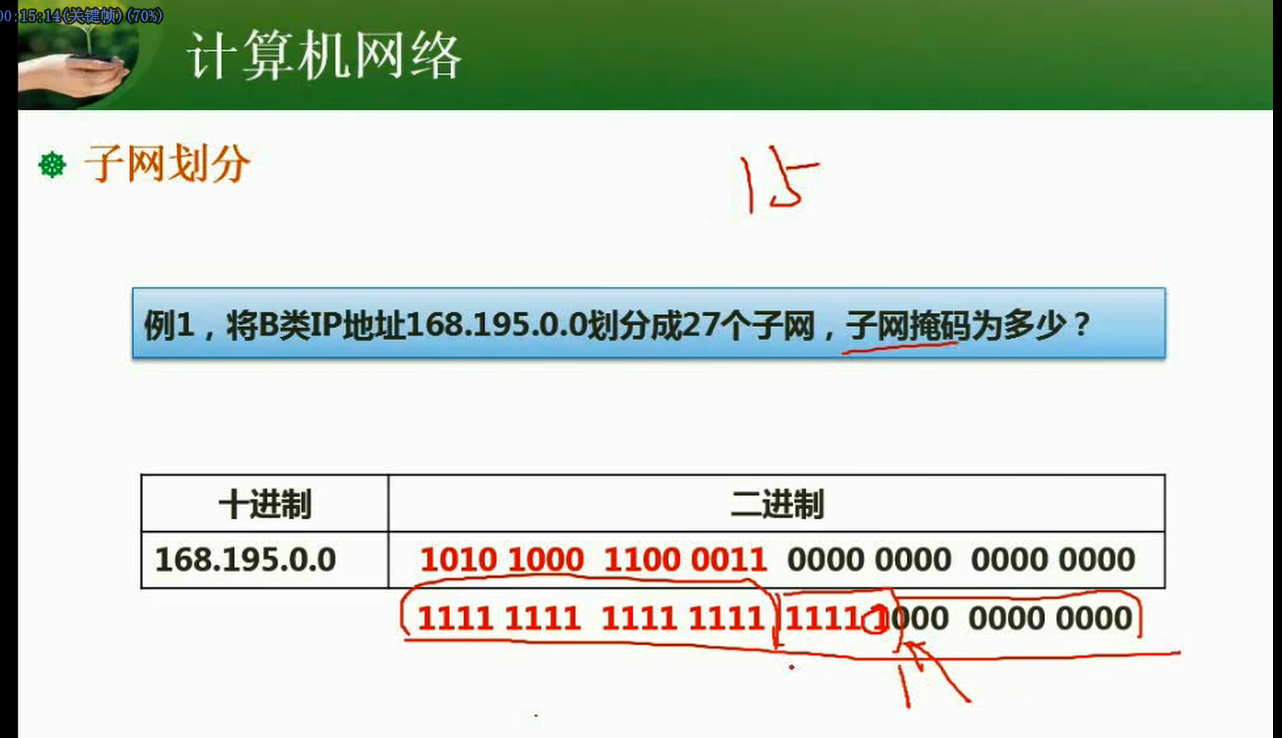 00:15:14(关键帧)(70%)
计算机网络
子网划分
15
例1，将B类IP地址168.195.0.0划分成27个子网，子网掩码为多少？
十进制 二进制
168.195.0.0 1010 1000 1100 0011 0000 0000 0000 0000
1111 1111 1111 1111 1111 1000 0000 0000